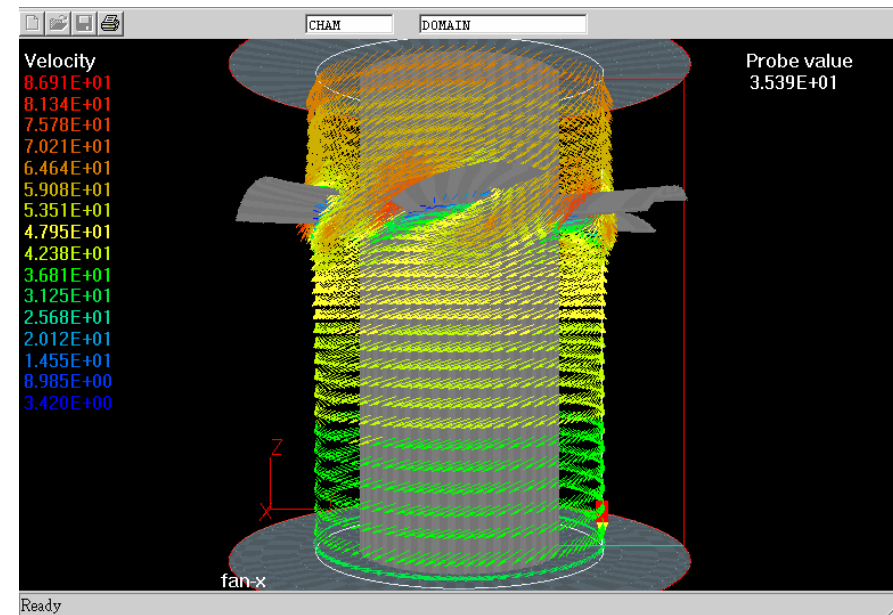 CHAM DOMAIN
Velocity
8.691E+01
8.134E+01
7.578E+01
7.021E+01
6.464E+01
5.908E+01
5.351E+01
4.795E+01
4.238E+01
3.681E+01
3.125E+01
2.568E+01
2.012E+01
1.455E+01
8.985E+00
3.420E+00
Probe value
3.539E+01
Z
X
fan-x
Ready